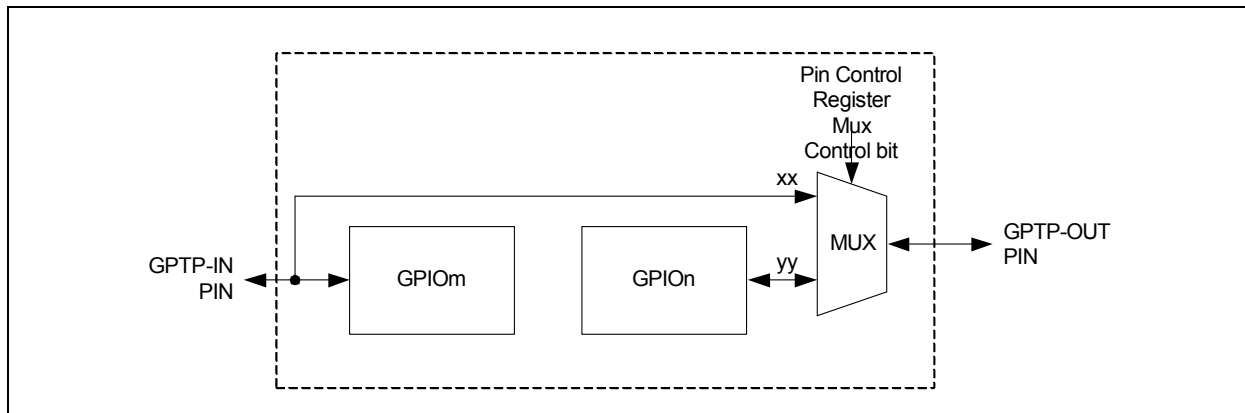 Pin Control
Register
Mux
Control bit
xx
MUX
GPTP-OUT
PIN
GPTP-IN
PIN
GPIOm
GPIOn
yy